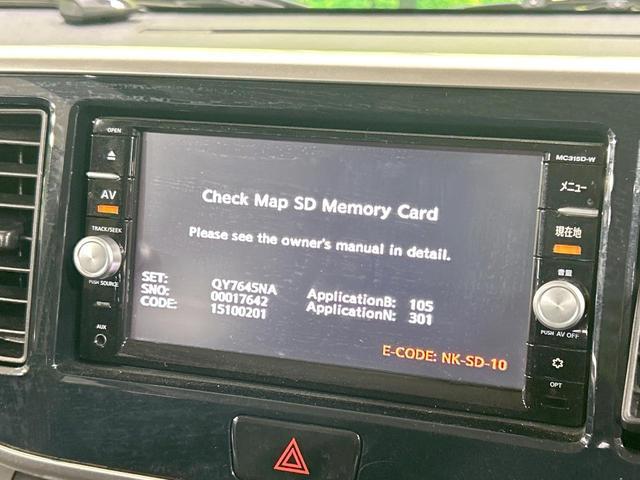 OPEN
MC315D-W
AV
メニュー
Check Map SD Memory Card
現在地
TRACK/SEEK
Please see the owner's manual in detail.
PUSH SOURCE
音量
SET: QY7645NA
SNO: 00017642 ApplicationB: 105
CODE: 15100201 ApplicationN: 301
PUSH AV OFF
AUX
E-CODE: NK-SD-10
OPT